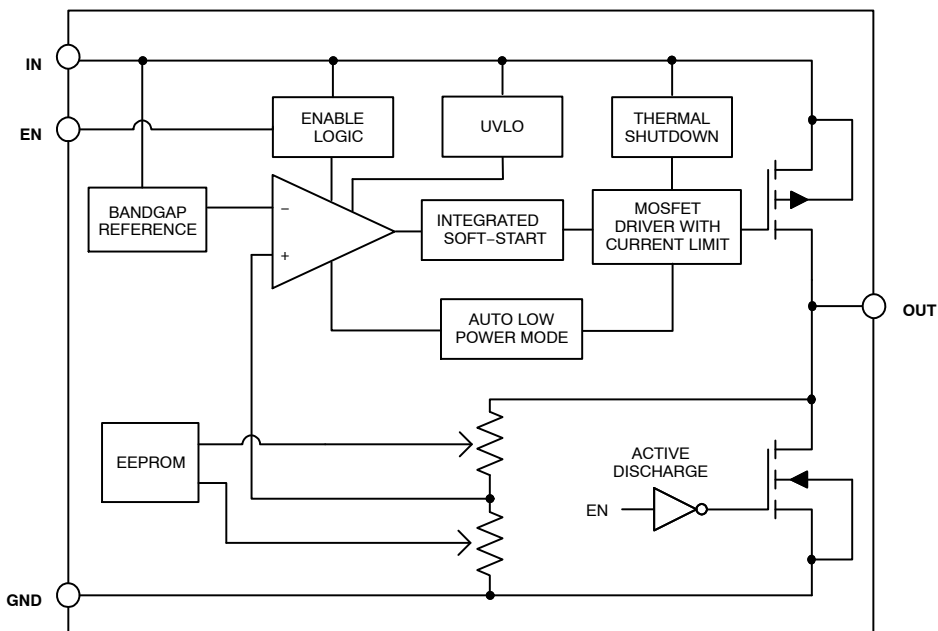 IN
EN
ENABLE
LOGIC
UVLO
THERMAL
SHUTDOWN
BANDGAP
REFERENCE
−
+
INTEGRATED
SOFT−START
MOSFET
DRIVER WITH
CURRENT LIMIT
AUTO LOW
POWER MODE
OUT
EEPROM
ACTIVE
DISCHARGE
EN
GND